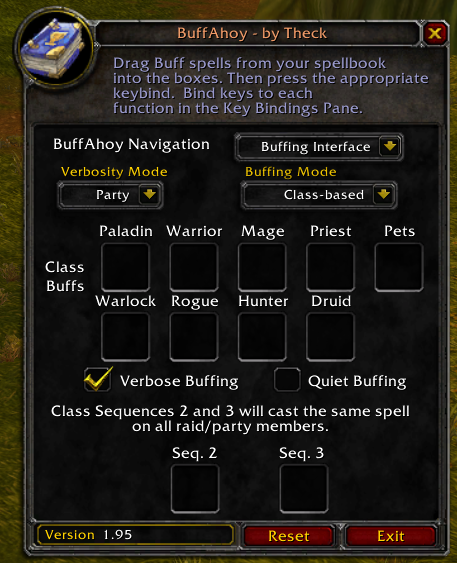 BuffAhoy - by Theck
Drag Buff spells from your spellbook
into the boxes. Then press the appropriate
keybind. Bind keys to each
function in the Key Bindings Pane.
BuffAhoy Navigation
Buffing Interface
Verbosity Mode
Buffing Mode
Party
Class-based
Paladin Warrior Mage Priest Pets
Class
Buffs
Warlock Rogue Hunter Druid
Verbose Buffing
Quiet Buffing
Class Sequences 2 and 3 will cast the same spell
on all raid/party members.
Seq. 2
Seq. 3
Version 1.95
Reset
Exit